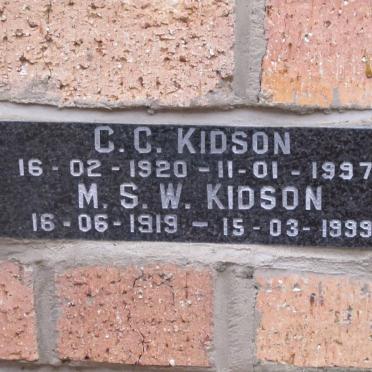 C. C. KIDSON
16 - 02 - 1920 - 11 - 01 - 1997
M. S. W. KIDSON
16 - 06 - 1919 - 15 - 03 - 1999